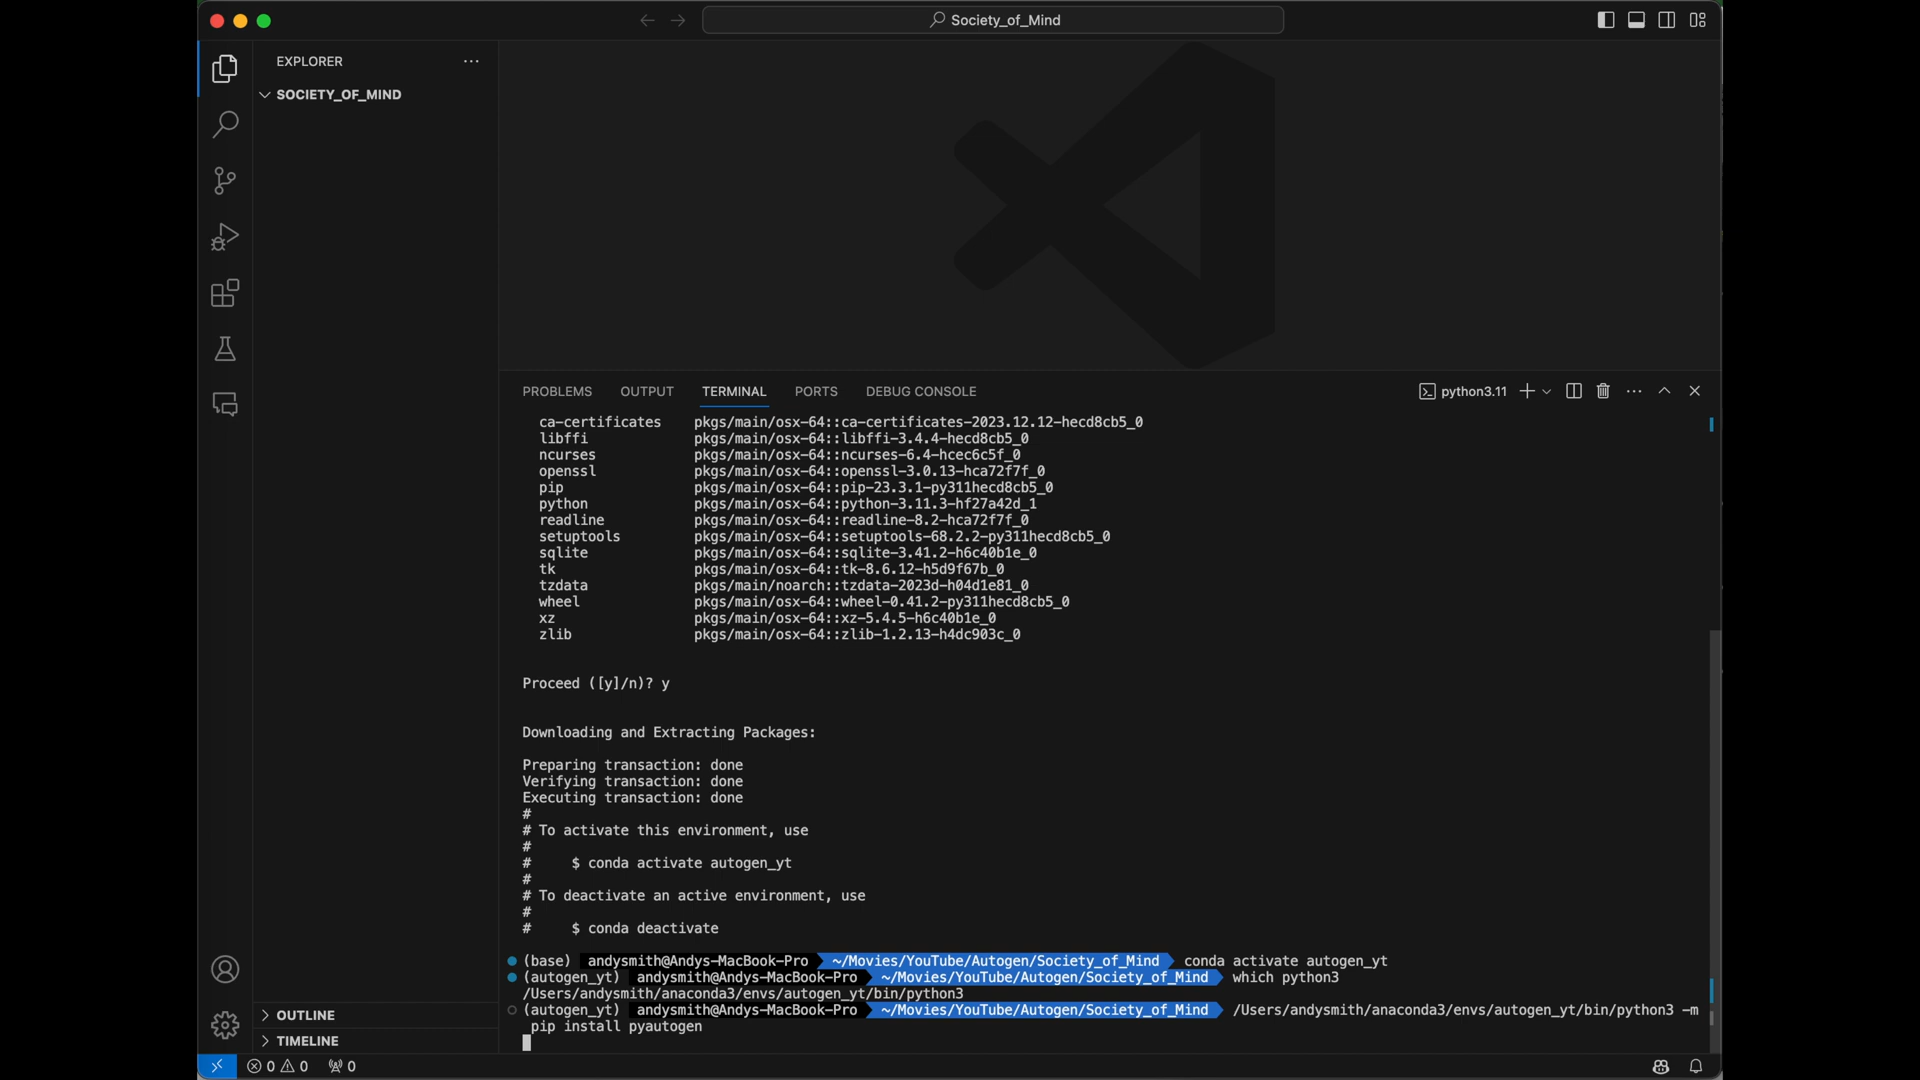 Society_of_Mind
EXPLORER
SOCIETY_OF_MIND
PROBLEMS OUTPUT TERMINAL PORTS DEBUG CONSOLE python3.11
ca-certificates pkgs/main/osx-64::ca-certificates-2023.12.12-hecd8cb5_0
libffi pkgs/main/osx-64::libffi-3.4.4-hecd8cb5_0
ncurses pkgs/main/osx-64::ncurses-6.4-hcec6c5f_0
openssl pkgs/main/osx-64::openssl-3.0.13-hca72f7f_0
pip pkgs/main/osx-64::pip-23.3.1-py311hecd8cb5_0
python pkgs/main/osx-64::python-3.11.3-hf27a42d_1
readline pkgs/main/osx-64::readline-8.2-hca72f7f_0
setuptools pkgs/main/osx-64::setuptools-68.2.2-py311hecd8cb5_0
sqlite pkgs/main/osx-64::sqlite-3.41.2-h6c40b1e_0
tk pkgs/main/osx-64::tk-8.6.12-h5d9f67b_0
tzdata pkgs/main/noarch::tzdata-2023d-h04d1e81_0
wheel pkgs/main/osx-64::wheel-0.41.2-py311hecd8cb5_0
xz pkgs/main/osx-64::xz-5.4.5-h6c40b1e_0
zlib pkgs/main/osx-64::zlib-1.2.13-h4dc903c_0
Proceed ([y]/n)? y
Downloading and Extracting Packages:
Preparing transaction: done
Verifying transaction: done
Executing transaction: done
#
# To activate this environment, use
#
# $ conda activate autogen_yt
#
# To deactivate an active environment, use
#
# $ conda deactivate
(base) andysmith@Andys-MacBook-Pro ~/Movies/YouTube/Autogen/Society_of_Mind conda activate autogen_yt
(autogen_yt) andysmith@Andys-MacBook-Pro ~/Movies/YouTube/Autogen/Society_of_Mind which python3
/Users/andysmith/anaconda3/envs/autogen_yt/bin/python3
(autogen_yt) andysmith@Andys-MacBook-Pro ~/Movies/YouTube/Autogen/Society_of_Mind /Users/andysmith/anaconda3/envs/autogen_yt/bin/python3 -m
pip install pyautogen
OUTLINE
TIMELINE
0 0 0